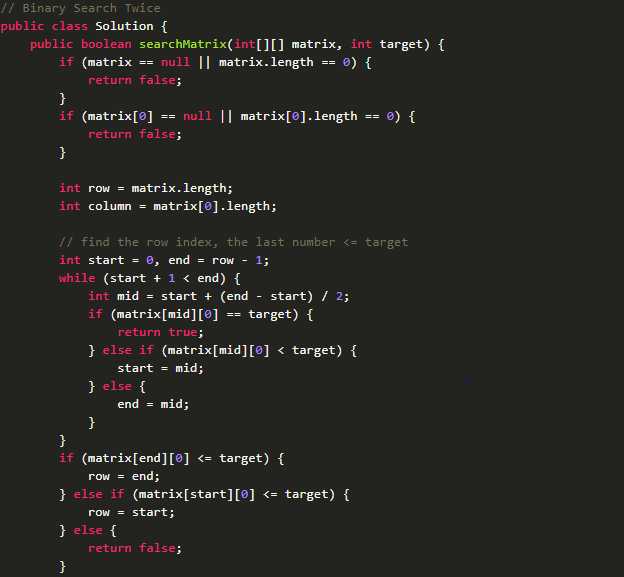 // Binary Search Twice
public class Solution {
    public boolean searchMatrix(int[][] matrix, int target) {
        if (matrix == null || matrix.length == 0) {
            return false;
        }
        if (matrix[0] == null || matrix[0].length == 0) {
            return false;
        }

        int row = matrix.length;
        int column = matrix[0].length;

        // find the row index, the last number <= target
        int start = 0, end = row - 1;
        while (start + 1 < end) {
            int mid = start + (end - start) / 2;
            if (matrix[mid][0] == target) {
                return true;
            } else if (matrix[mid][0] < target) {
                start = mid;
            } else {
                end = mid;
            }
        }
        if (matrix[end][0] <= target) {
            row = end;
        } else if (matrix[start][0] <= target) {
            row = start;
        } else {
            return false;
        }